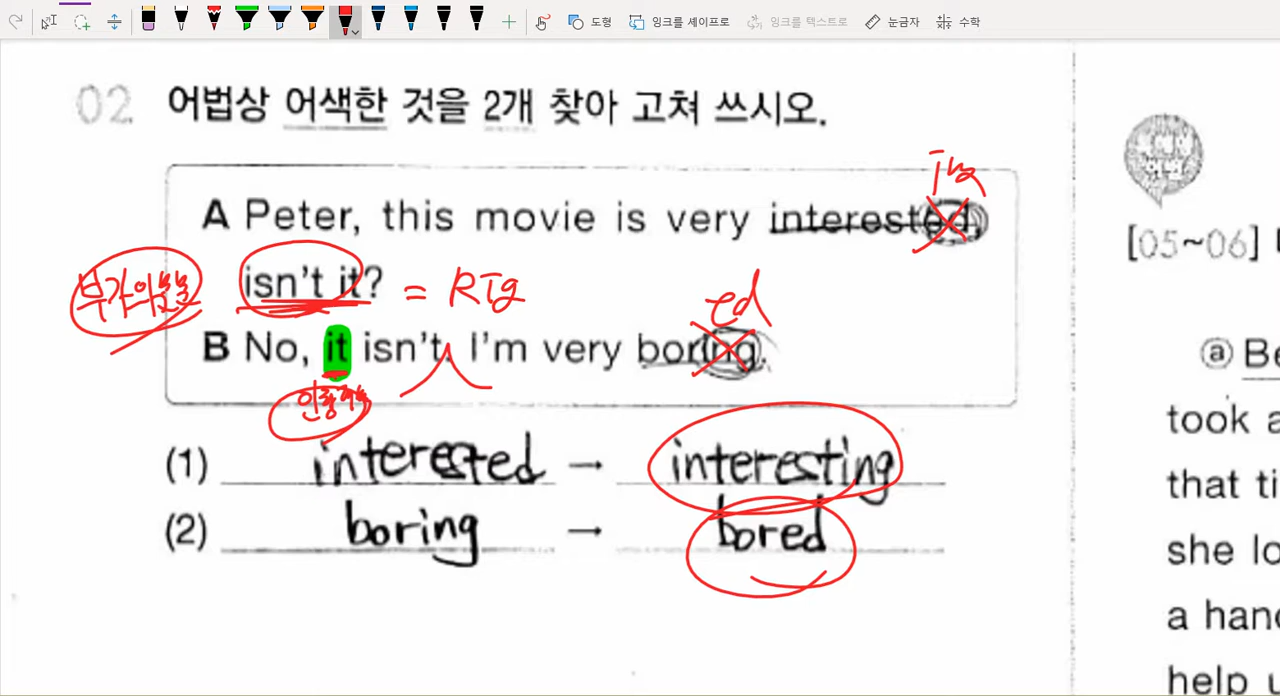 도형 잉크를 셰이프로 잉크를 텍스트로 눈금자 수학
02 어법상 어색한 것을 2개 찾아 고쳐 쓰시오.
ing
A Peter, this movie is very interested,
부가의문문 isn't it? = RIg
ed
B No, it isn't. I'm very boring.
인칭대
(1) interested → interesting
(2) boring → bored
[05~06]
ⓐ Be
took a
that ti
she lo
a hand
help u